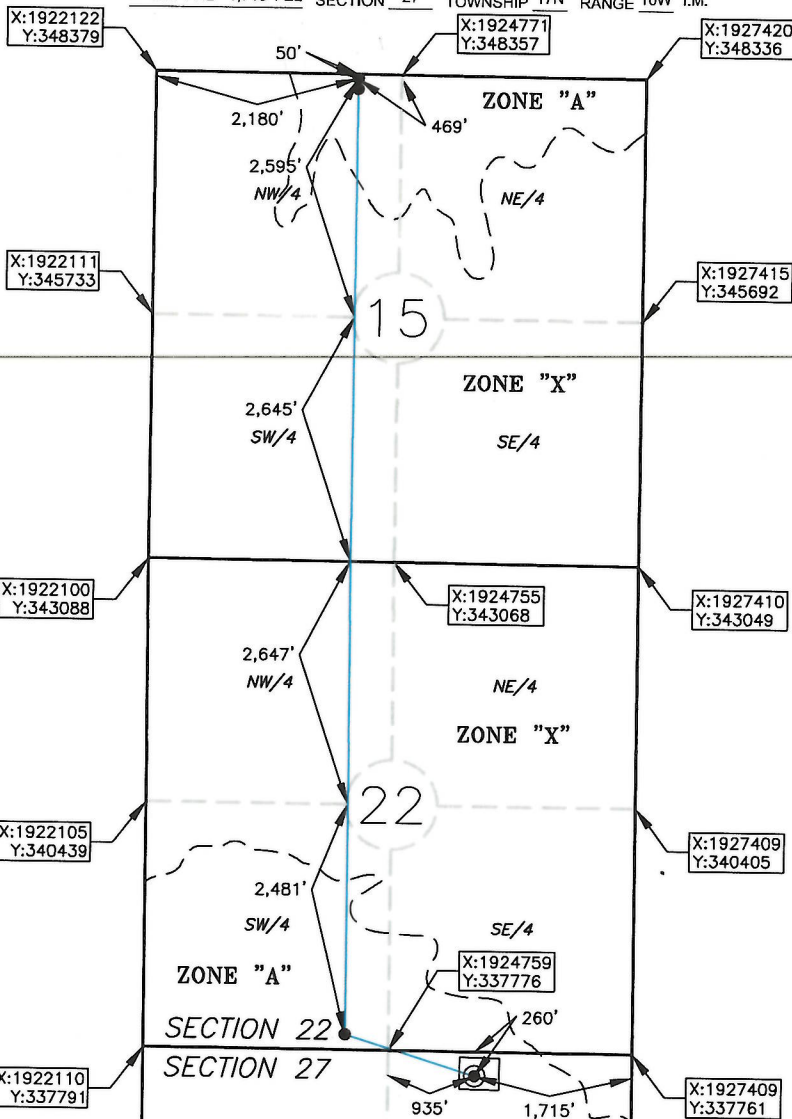 SECTION 27 TOWNSHIP 17N RANGE 10W I.M.
X:1922122
Y:348379
X:1924771
Y:348357
X:1927420
Y:348336
50'
ZONE "A"
2,180'
469'
2,595'
NW/4
NE/4
X:1922111
Y:345733
X:1927415
Y:345692
15
ZONE "X"
2,645'
SW/4
SE/4
X:1922100
Y:343088
X:1924755
Y:343068
X:1927410
Y:343049
2,647'
NW/4
NE/4
ZONE "X"
22
X:1922105
Y:340439
X:1927409
Y:340405
2,481'
SW/4
SE/4
ZONE "A"
X:1924759
Y:337776
260'
SECTION 22
SECTION 27
X:1922110
Y:337791
X:1927409
Y:337761
935'
1,715'